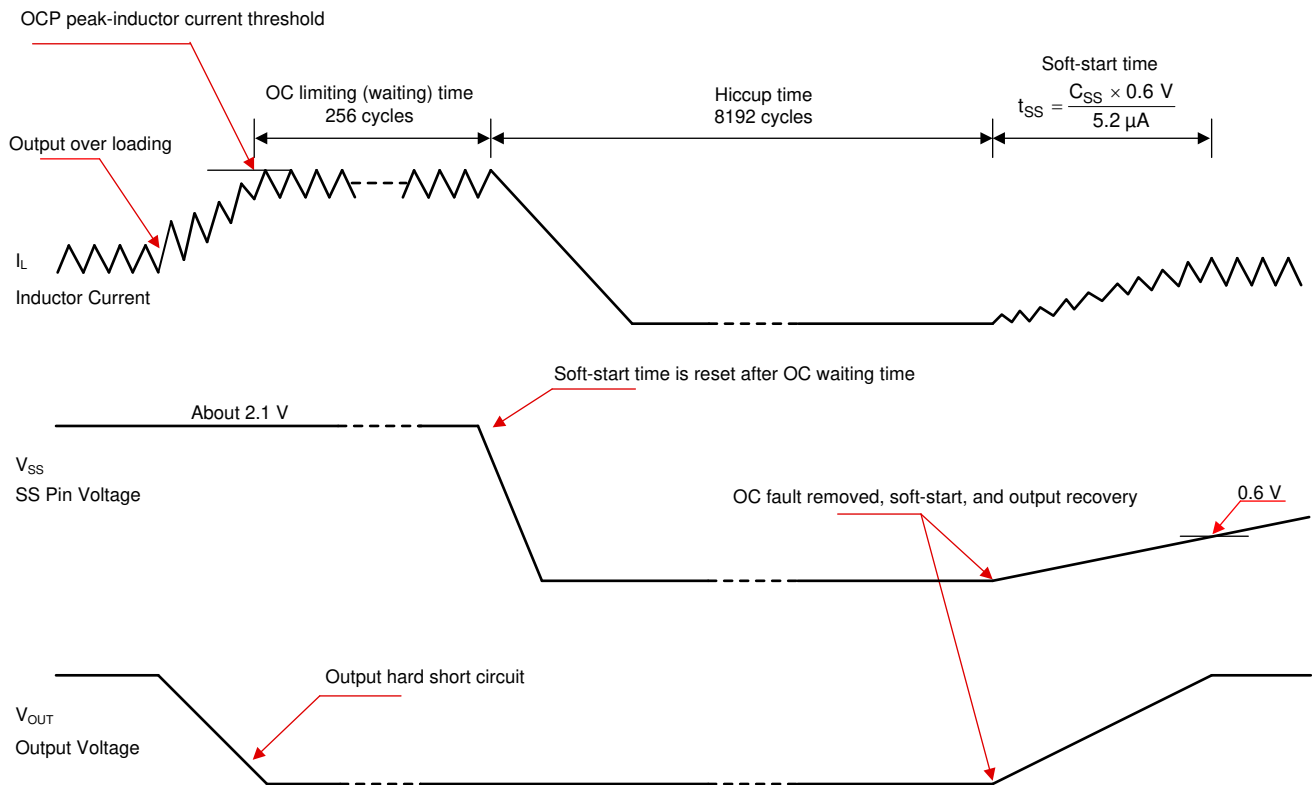 OCP peak-inductor current threshold
OC limiting (waiting) time
256 cycles
Hiccup time
8192 cycles
Soft-start time
tSS = CSS × 0.6 V / 5.2 µA
Output over loading
IL
Inductor Current
Soft-start time is reset after OC waiting time
About 2.1 V
VSS
SS Pin Voltage
OC fault removed, soft-start, and output recovery
0.6 V
Output hard short circuit
VOUT
Output Voltage